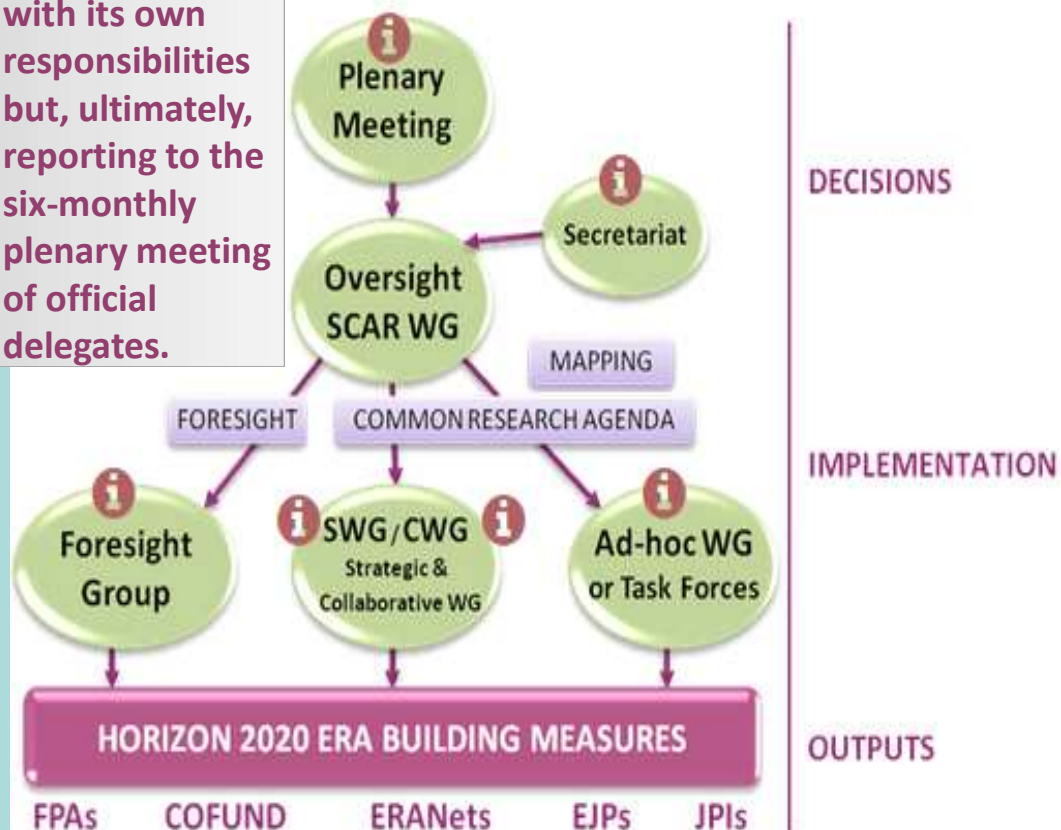 with its own
responsibilities
but, ultimately,
reporting to the
six-monthly
plenary meeting
of official
delegates.
i
Plenary
Meeting
DECISIONS
i
Secretariat
Oversight
SCAR WG
MAPPING
FORESIGHT
COMMON RESEARCH AGENDA
IMPLEMENTATION
i
Foresight
Group
i
SWG/CWG
i
Strategic &
Collaborative WG
i
Ad-hoc WG
or Task Forces
HORIZON 2020 ERA BUILDING MEASURES
OUTPUTS
FPAs COFUND ERANets EJPs JPIs